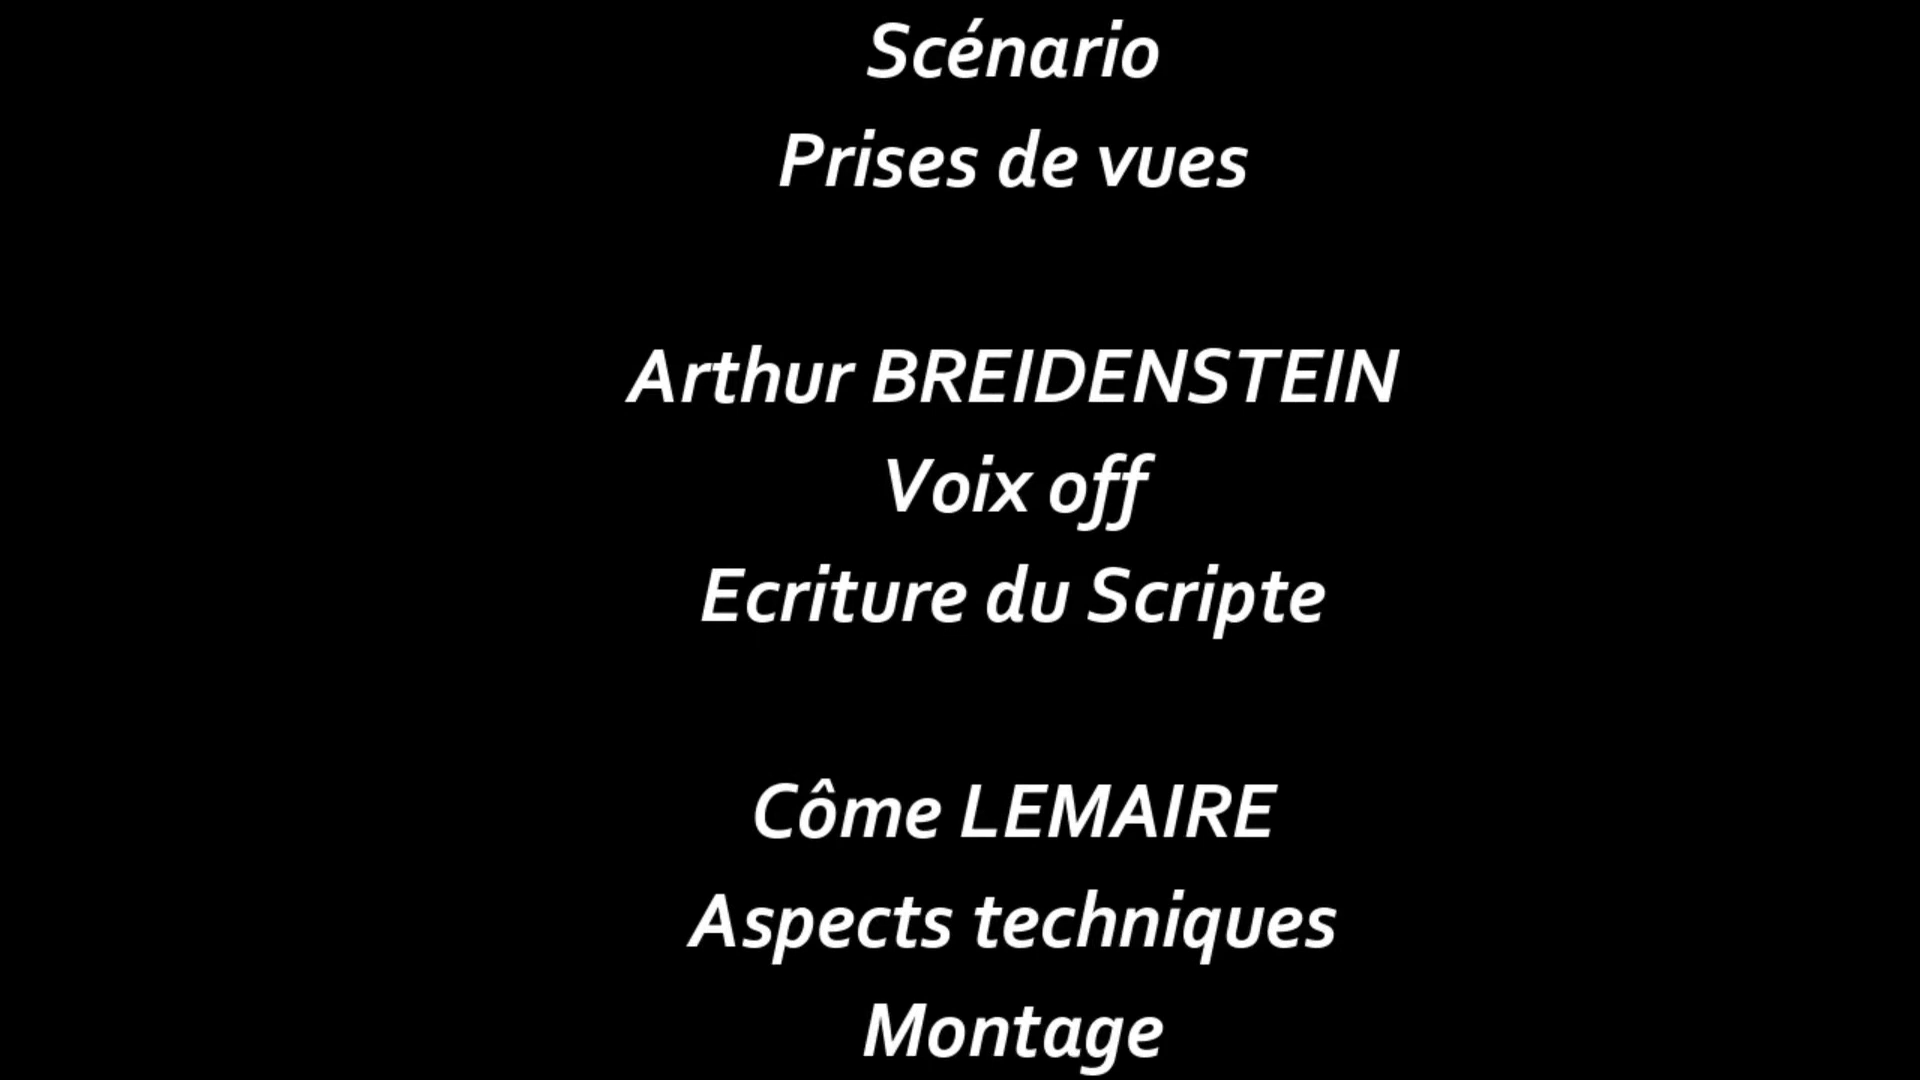 Scénario
Prises de vues
Arthur BREIDENSTEIN
Voix off
Ecriture du Scripte
Côme LEMAIRE
Aspects techniques
Montage